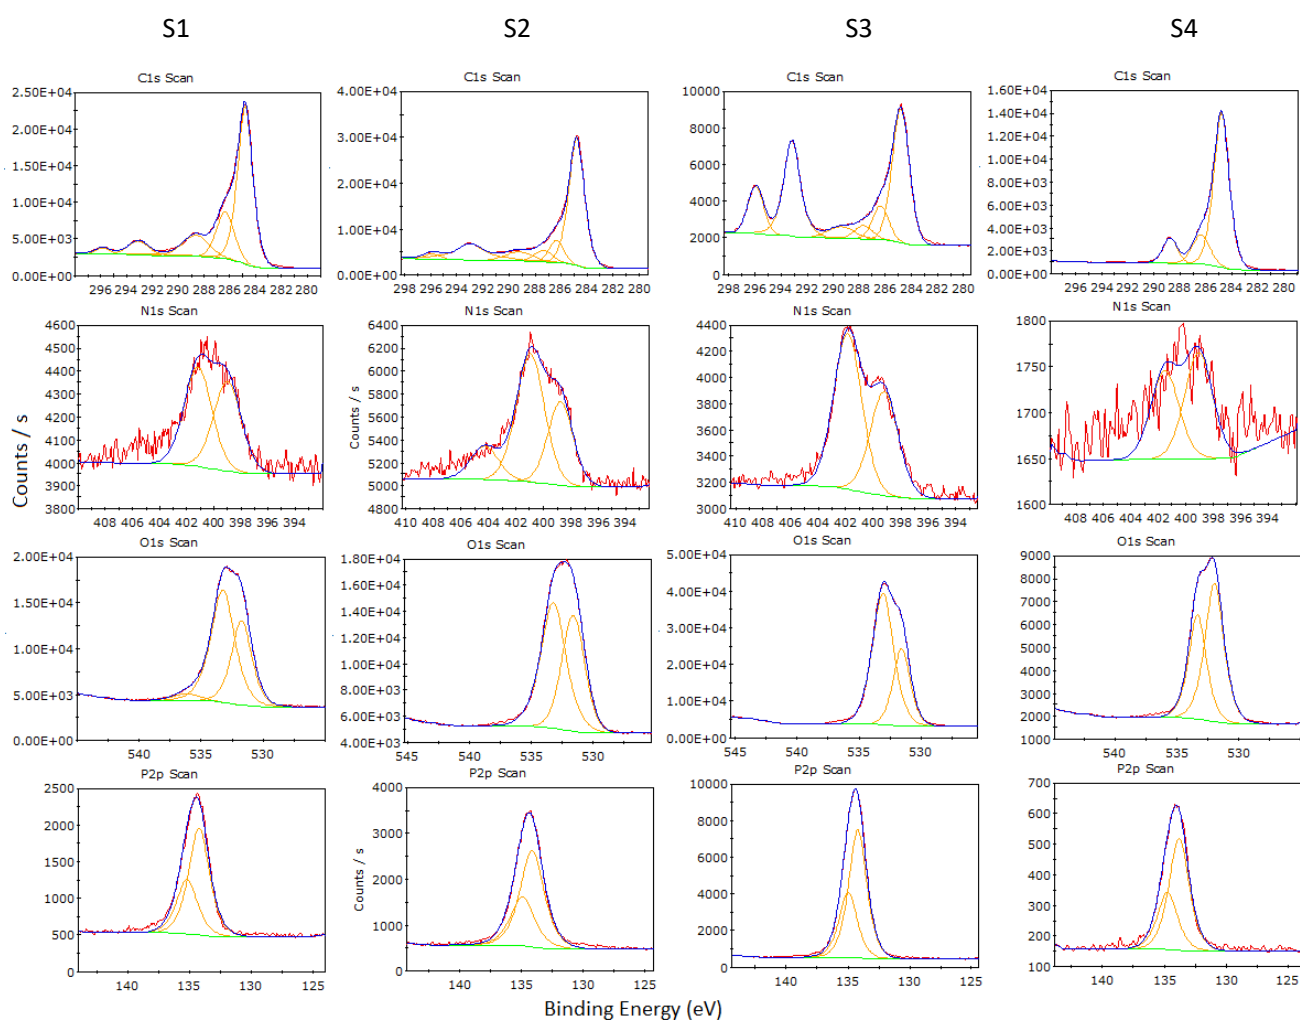 S1 S2 S3 S4
C1s Scan C1s Scan C1s Scan C1s Scan
2.50E+04 2.00E+04 1.50E+04 1.00E+04 5.00E+03 0.00E+00
296 294 292 290 288 286 284 282 280
4.00E+04 3.00E+04 2.00E+04 1.00E+04 0.00E+00
298 296 294 292 290 288 286 284 282 280
10000 8000 6000 4000 2000 0
298 296 294 292 290 288 286 284 282 280
1.60E+04 1.40E+04 1.20E+04 1.00E+04 8.00E+03 6.00E+03 4.00E+03 2.00E+03 0.00E+00
296 294 292 290 288 286 284 282 280
N1s Scan N1s Scan N1s Scan N1s Scan
4600 4500 4400 4300 4200 4100 4000 3900 3800
408 406 404 402 400 398 396 394
6400 6200 6000 5800 5600 5400 5200 5000 4800
Counts / s
410 408 406 404 402 400 398 396 394
4400 4200 4000 3800 3600 3400 3200 3000
410 408 406 404 402 400 398 396 394
1800 1750 1700 1650 1600
408 406 404 402 400 398 396 394
Counts / s
O1s Scan O1s Scan O1s Scan O1s Scan
2.00E+04 1.50E+04 1.00E+04 5.00E+03 0.00E+00
540 535 530
1.80E+04 1.60E+04 1.40E+04 1.20E+04 1.00E+04 8.00E+03 6.00E+03 4.00E+03
545 540 535 530
5.00E+04 4.00E+04 3.00E+04 2.00E+04 1.00E+04 0.00E+00
545 540 535 530
9000 8000 7000 6000 5000 4000 3000 2000 1000
540 535 530
P2p Scan P2p Scan P2p Scan P2p Scan
2500 2000 1500 1000 500 0
140 135 130 125
4000 3000 2000 1000 0
Counts / s
140 135 130 125
10000 8000 6000 4000 2000 0
140 135 130 125
700 600 500 400 300 200 100
140 135 130 125
Binding Energy (eV)